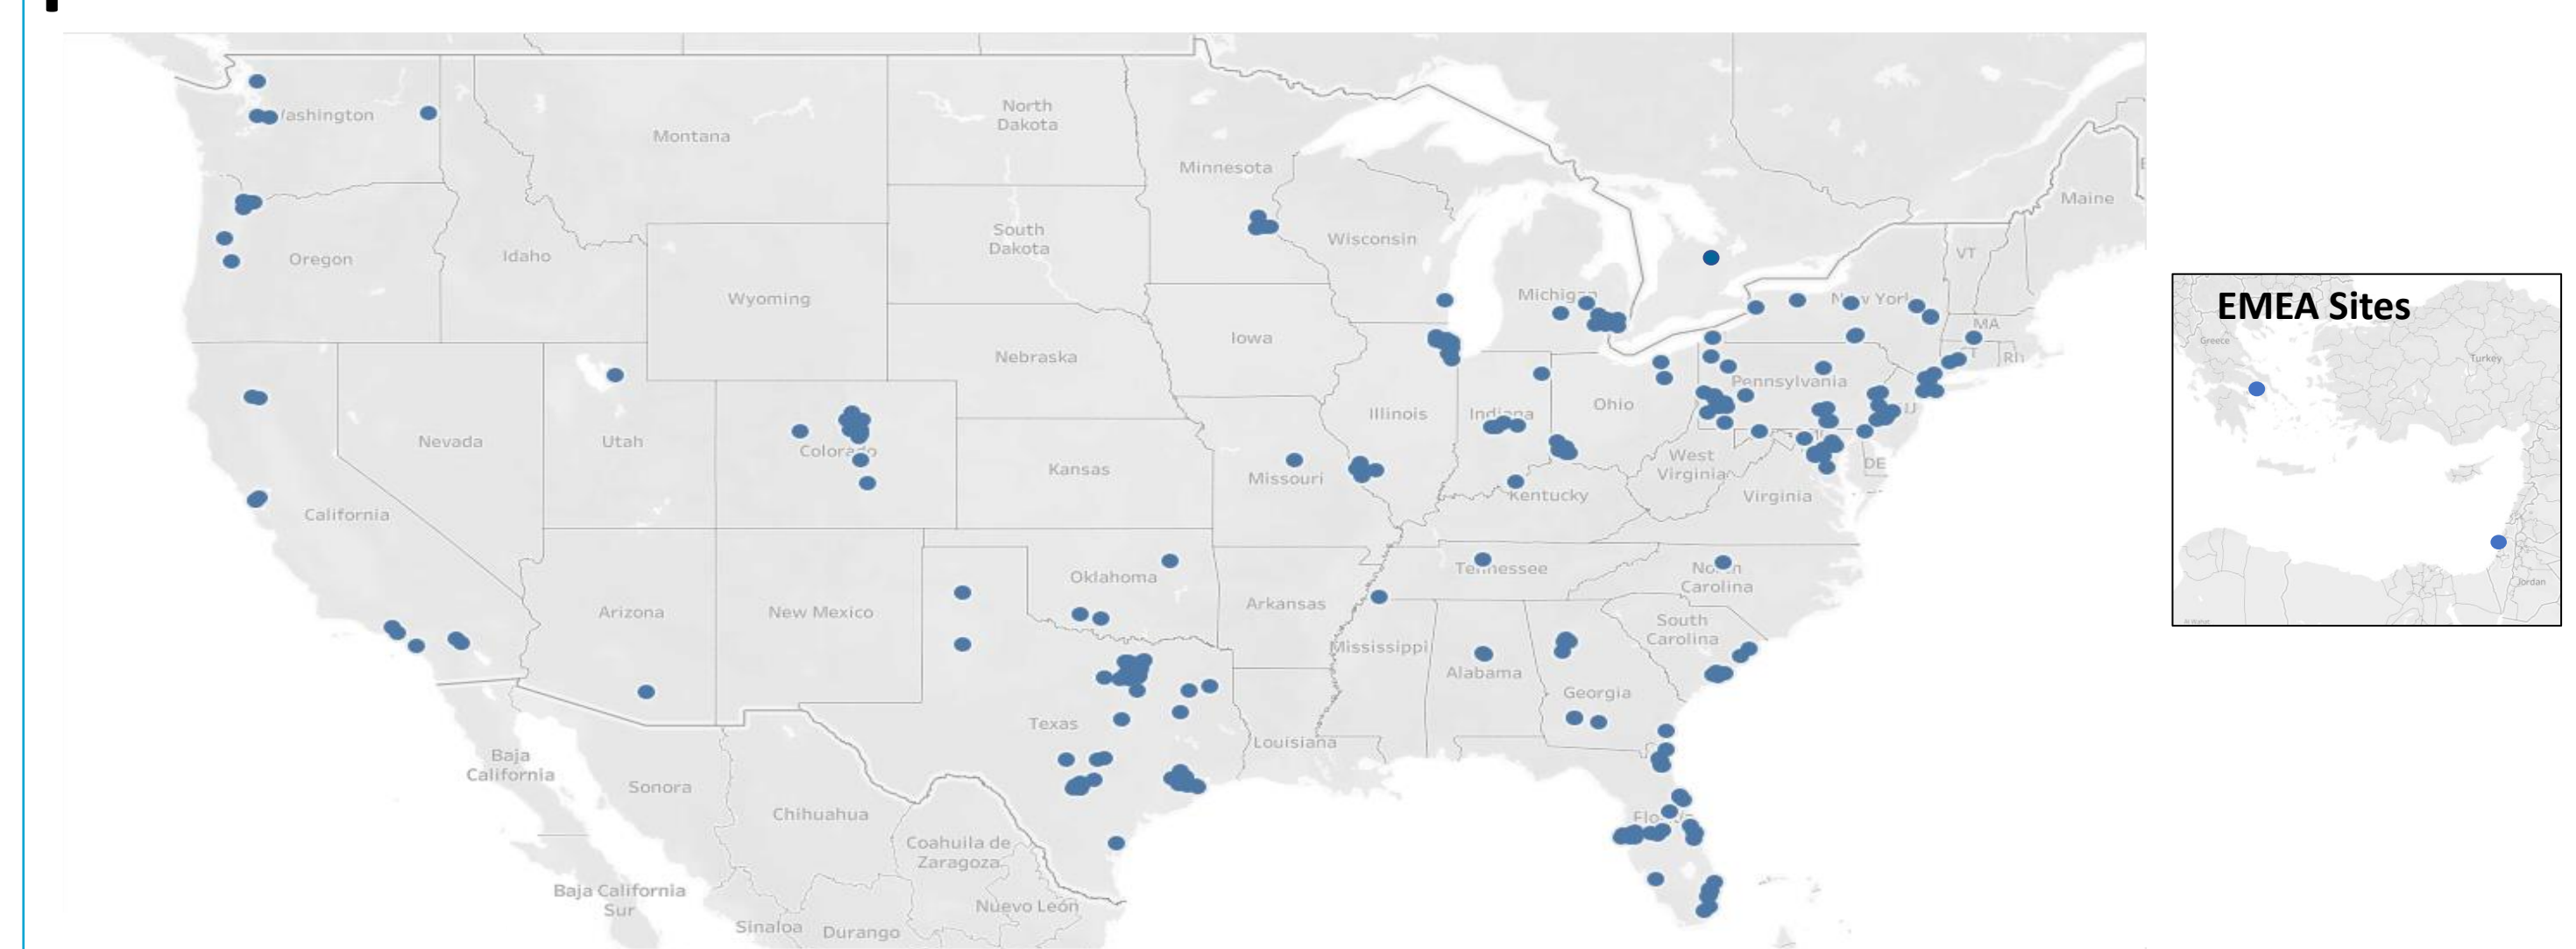 EMEA Sites
Greece
Turkey
Jordan
Washington
Montana
North
Dakota
Minnesota
Maine
Oregon
Idaho
South
Dakota
Wisconsin
VT
Wyoming
Michigan
New York
MA
RI
Nebraska
Iowa
Pennsylvania
Nevada
Utah
Colorado
Illinois
Indiana
Ohio
NJ
California
Kansas
Missouri
West
Virginia
DE
Kentucky
Virginia
Arizona
New Mexico
Oklahoma
Arkansas
Tennessee
North
Carolina
Mississippi
Alabama
South
Carolina
Georgia
Texas
Louisiana
Baja
California
Sonora
Chihuahua
Florida
Coahuila de
Zaragoza
Baja California
Sur
Sinaloa
Durango
Nuevo León